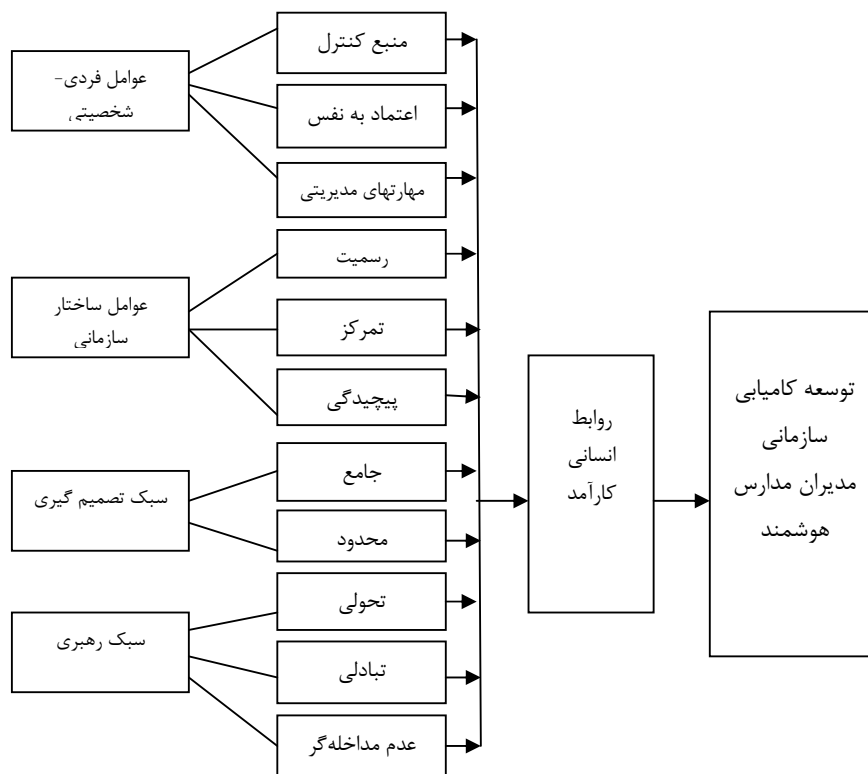 عوامل فردی-
شخصیتی
منبع کنترل
اعتماد به نفس
مهارتهای مدیریتی
عوامل ساختار
سازمانی
رسمیت
تمرکز
پیچیدگی
سبک تصمیم گیری
جامع
محدود
سبک رهبری
تحولی
تبادلی
عدم مداخله‌گر
روابط
انسانی
کارآمد
توسعه کامیابی
سازمانی
مدیران مدارس
هوشمند